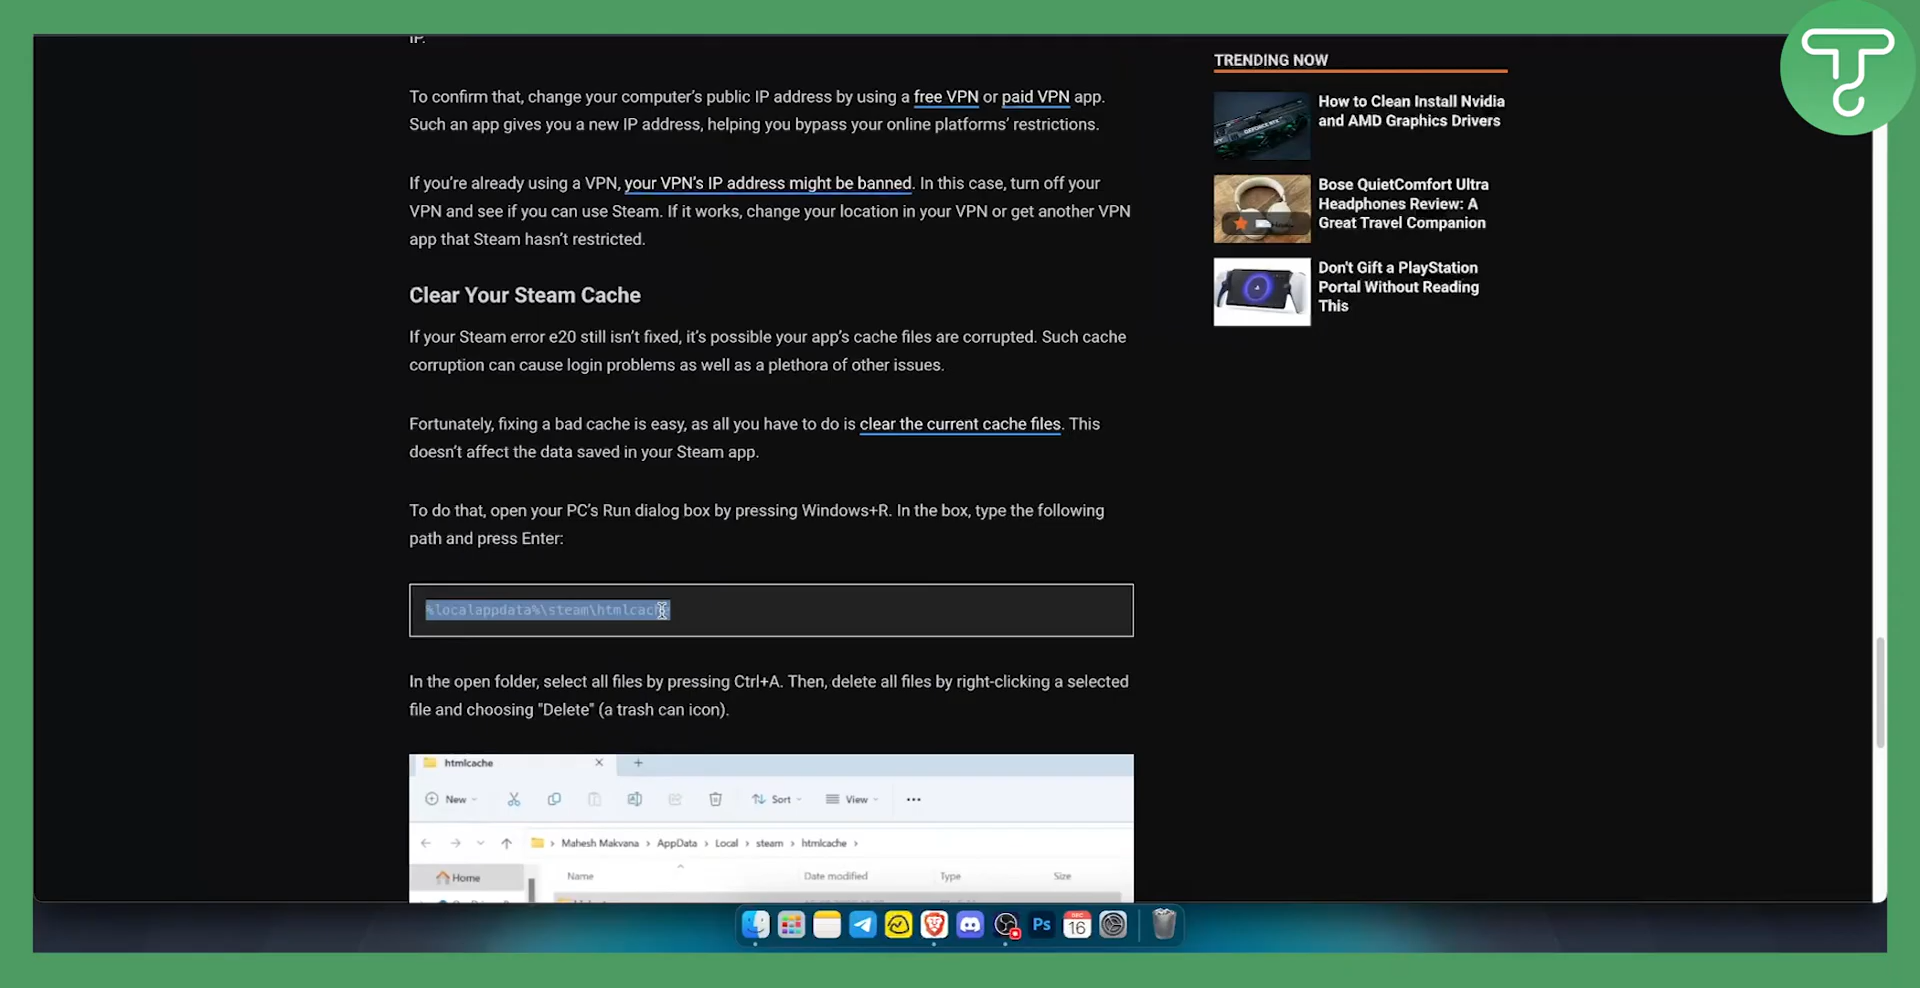 IP.
To confirm that, change your computer’s public IP address by using a free VPN or paid VPN app.
Such an app gives you a new IP address, helping you bypass your online platforms’ restrictions.
If you’re already using a VPN, your VPN’s IP address might be banned. In this case, turn off your
VPN and see if you can use Steam. If it works, change your location in your VPN or get another VPN
app that Steam hasn’t restricted.
Clear Your Steam Cache
If your Steam error e20 still isn’t fixed, it’s possible your app’s cache files are corrupted. Such cache
corruption can cause login problems as well as a plethora of other issues.
Fortunately, fixing a bad cache is easy, as all you have to do is clear the current cache files. This
doesn’t affect the data saved in your Steam app.
To do that, open your PC’s Run dialog box by pressing Windows+R. In the box, type the following
path and press Enter:
%localappdata%\steam\htmlcache
In the open folder, select all files by pressing Ctrl+A. Then, delete all files by right-clicking a selected
file and choosing "Delete" (a trash can icon).
htmlcache
New
Sort
View
Mahesh Makvana > AppData > Local > steam > htmlcache >
Home
Name Date modified Type Size
TRENDING NOW
How to Clean Install Nvidia
and AMD Graphics Drivers
Bose QuietComfort Ultra
Headphones Review: A
Great Travel Companion
Don't Gift a PlayStation
Portal Without Reading
This
Ps
DEC
16